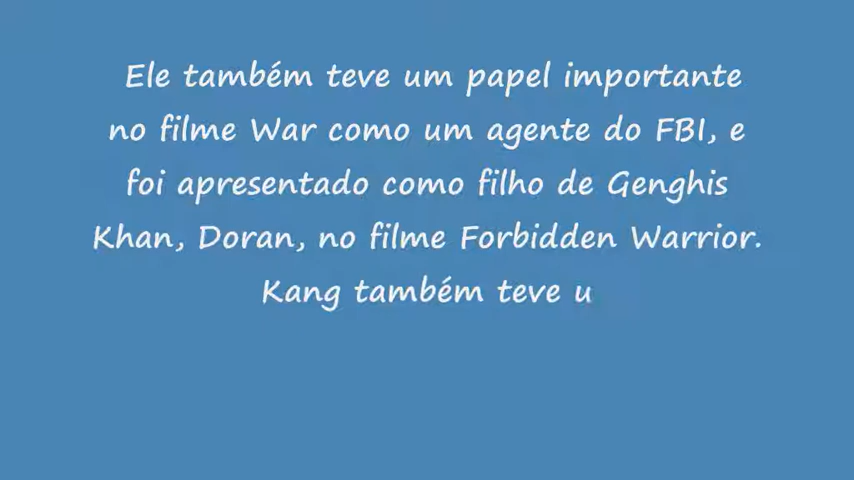 Ele também teve um papel importante
no filme War como um agente do FBI, e
foi apresentado como filho de Genghis
Khan, Doran, no filme Forbidden Warrior.
Kang também teve u